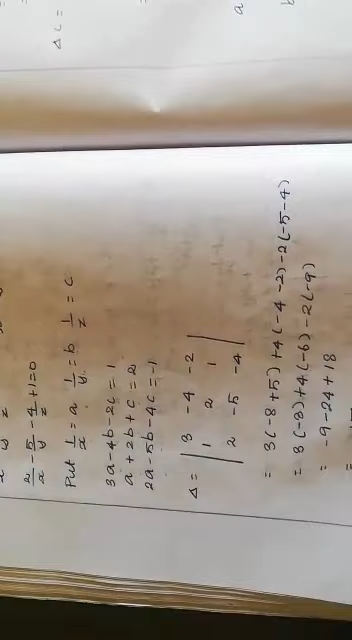 2/x - 5/y - 4/z + 1 = 0
Put 1/x = a 1/y = b 1/z = c
3a - 4b - 2c = 1
a + 2b + c = 2
2a - 5b - 4c = -1
Δ = | 3 -4 -2 |
| 1 2 1 |
| 2 -5 -4 |
= 3(-8+5) +4(-4-2) -2(-5-4)
= 3(-3) +4(-6) -2(-9)
= -9 -24 +18
Δc =
a